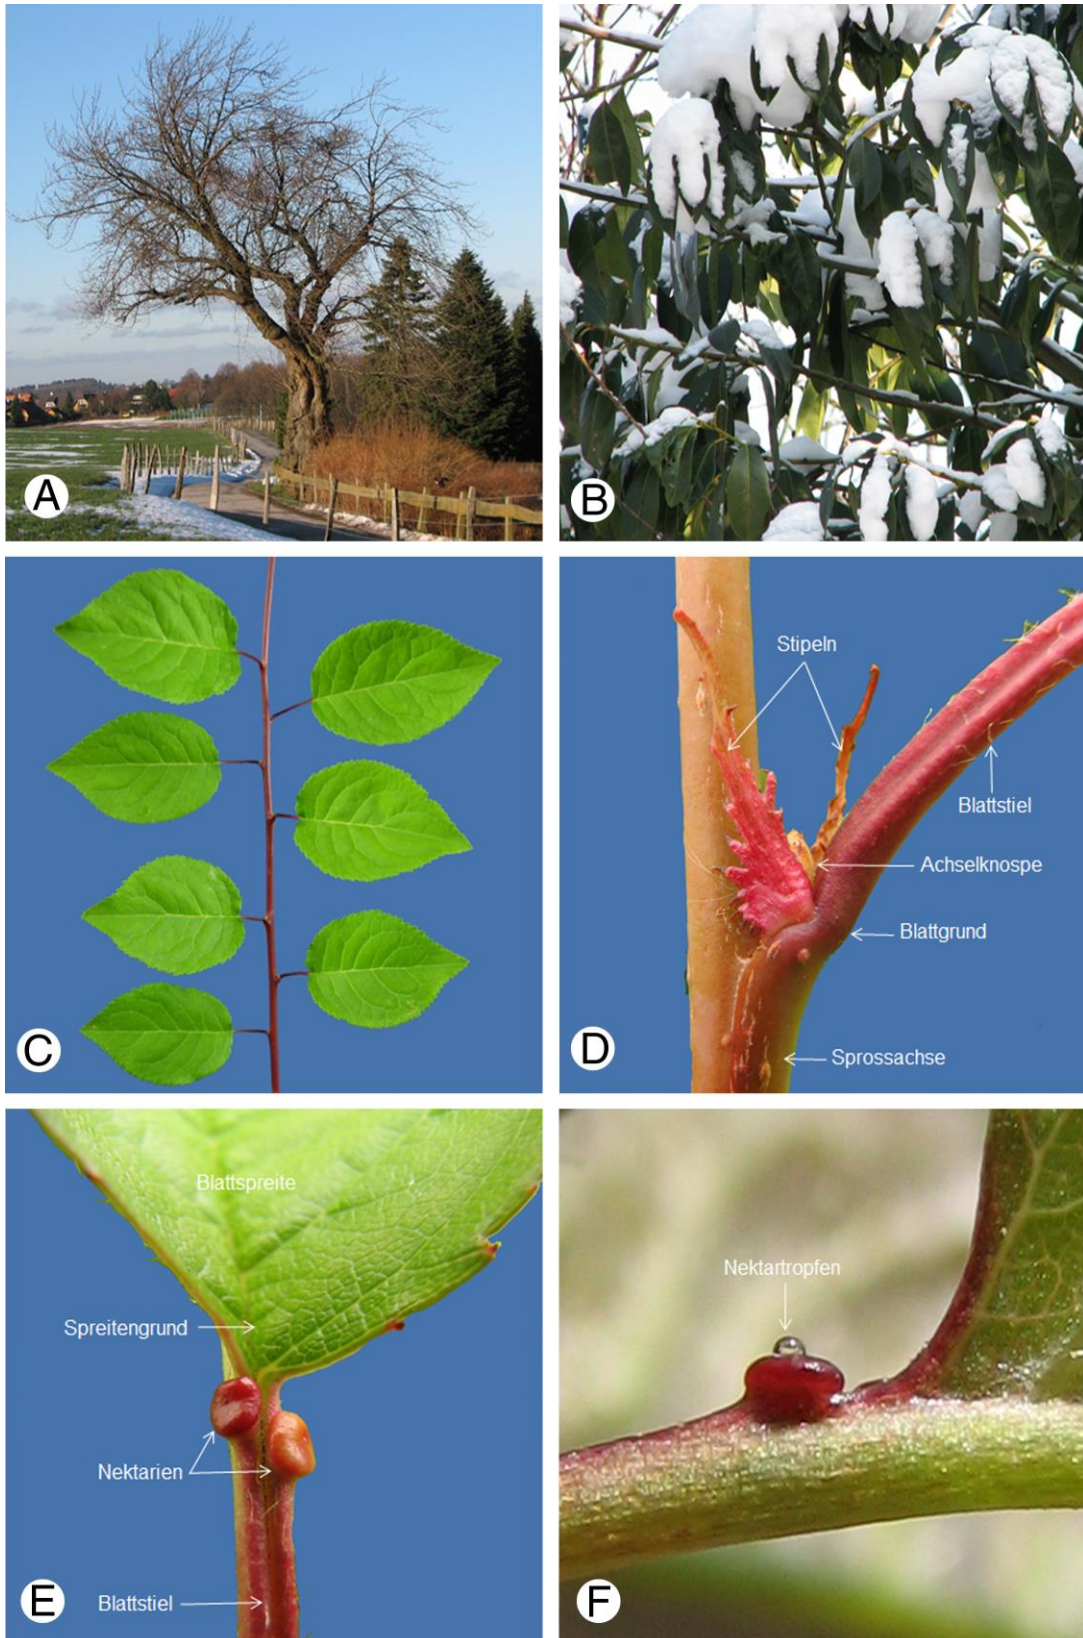 A
B
C
Stipeln
Blattstiel
Achselknospe
Blattgrund
Sprossachse
D
Blattspreite
Spreitengrund
Nektarien
Blattstiel
E
Nektartropfen
F